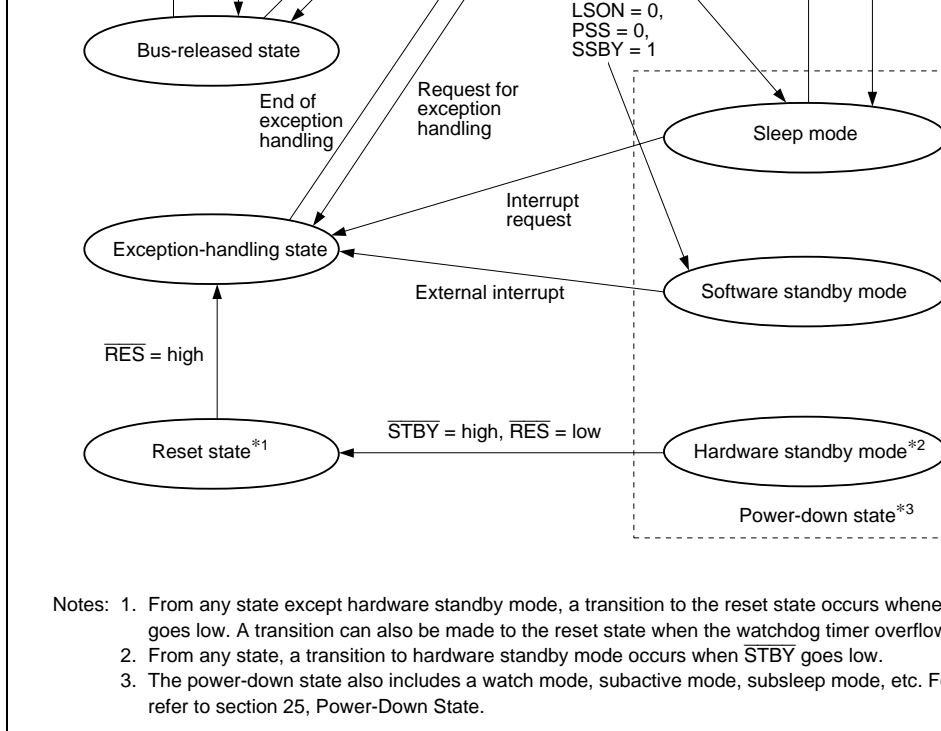 LSON = 0,
PSS = 0,
SSBY = 1
Bus-released state
End of
exception
handling
Request for
exception
handling
Sleep mode
Interrupt
request
Exception-handling state
External interrupt
Software standby mode
RES = high
STBY = high, RES = low
Reset state*1
Hardware standby mode*2
Power-down state*3
Notes: 1. From any state except hardware standby mode, a transition to the reset state occurs
goes low. A transition can also be made to the reset state when the watchdog timer
2. From any state, a transition to hardware standby mode occurs when STBY goes low.
3. The power-down state also includes a watch mode, subactive mode, subsleep mode, etc.
refer to section 25, Power-Down State.